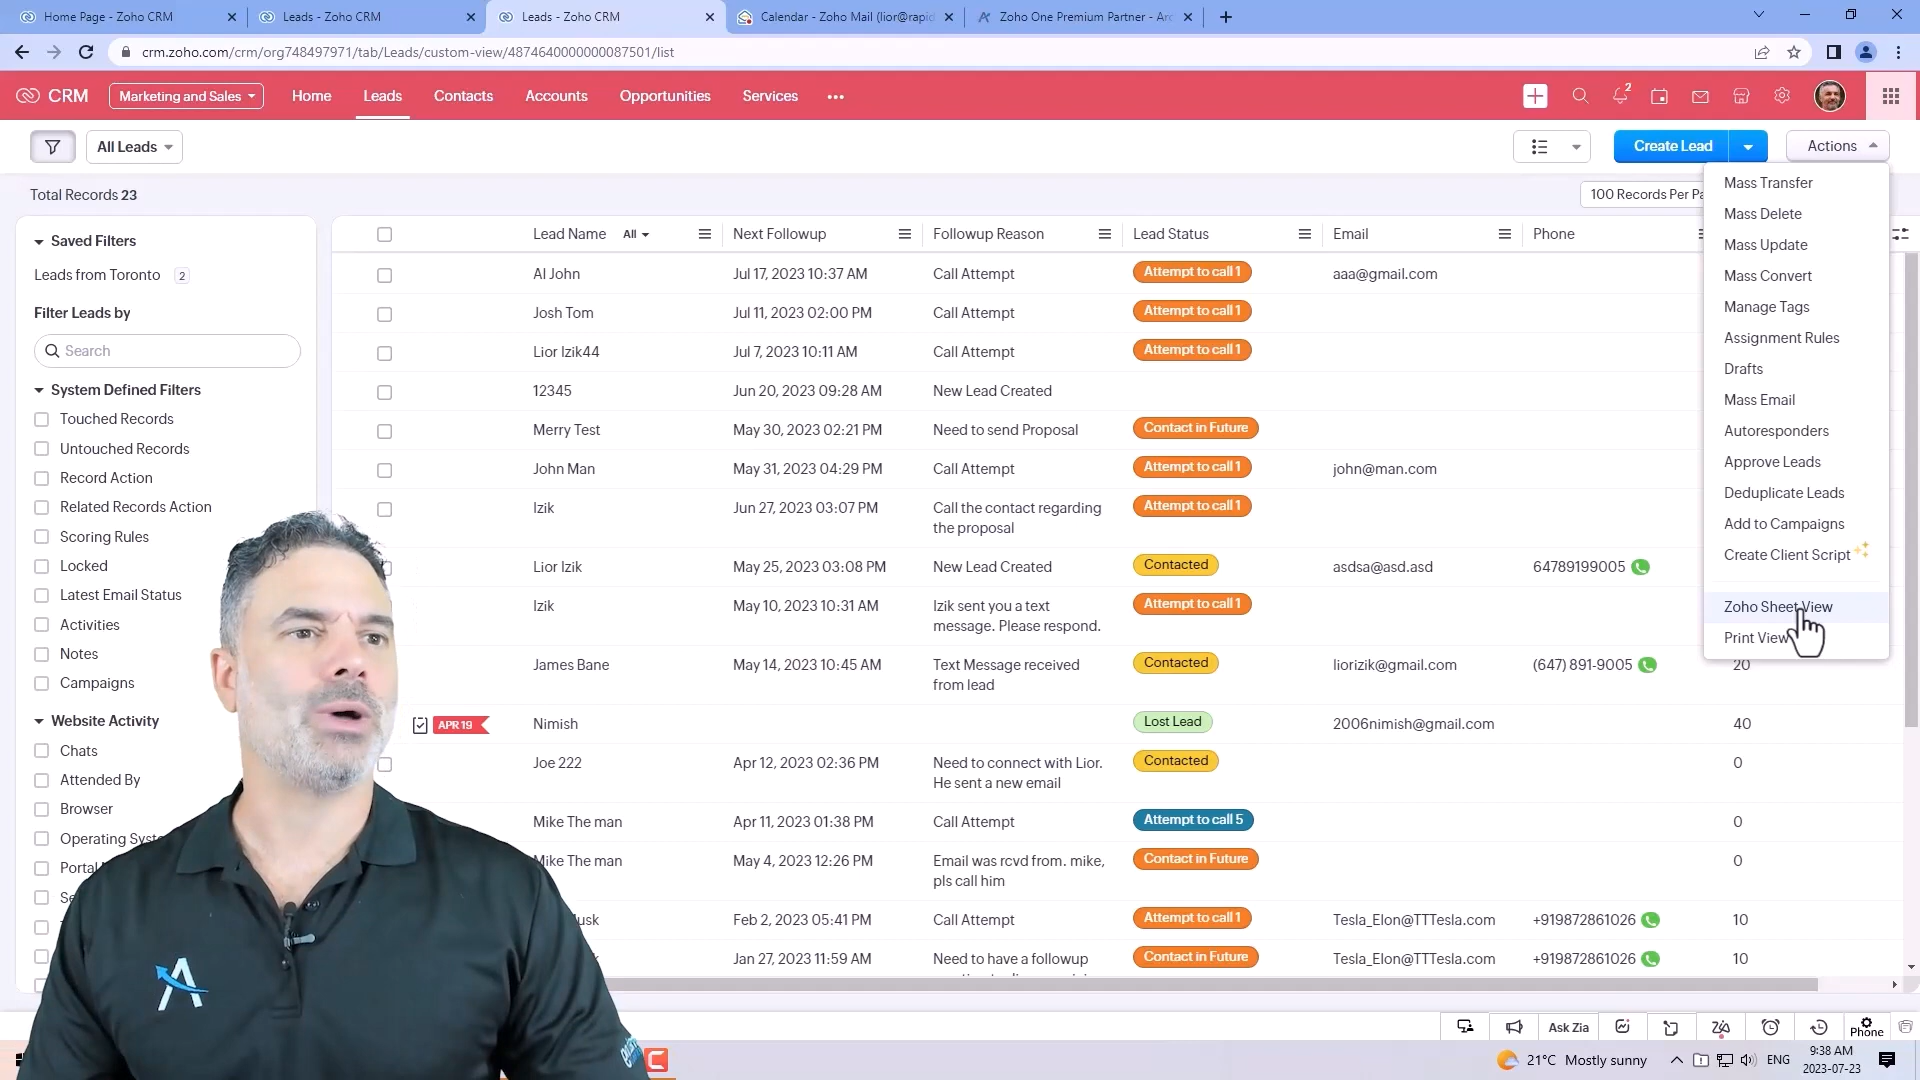 Home Page - Zoho CRM
Leads - Zoho CRM
Leads - Zoho CRM
Calendar - Zoho Mail (lior@rapid
Zoho One Premium Partner - Arc
crm.zoho.com/crm/org748497971/tab/Leads/custom-view/4874640000000087501/list
CRM
Marketing and Sales
Home
Leads
Contacts
Accounts
Opportunities
Services
2
All Leads
Create Lead
Actions
Total Records 23
100 Records Per Pa
Mass Transfer
Mass Delete
Mass Update
Mass Convert
Manage Tags
Assignment Rules
Drafts
Mass Email
Autoresponders
Approve Leads
Deduplicate Leads
Add to Campaigns
Create Client Script
Zoho Sheet View
Print View
Saved Filters
Leads from Toronto 2
Filter Leads by
Search
System Defined Filters
Touched Records
Untouched Records
Record Action
Related Records Action
Scoring Rules
Locked
Latest Email Status
Activities
Notes
Campaigns
Website Activity
Chats
Attended By
Browser
Operating Syste
Portal
Lead Name All Next Followup Followup Reason Lead Status Email Phone
Al John Jul 17, 2023 10:37 AM Call Attempt Attempt to call 1 aaa@gmail.com
Josh Tom Jul 11, 2023 02:00 PM Call Attempt Attempt to call 1
Lior Izik44 Jul 7, 2023 10:11 AM Call Attempt Attempt to call 1
12345 Jun 20, 2023 09:28 AM New Lead Created
Merry Test May 30, 2023 02:21 PM Need to send Proposal Contact in Future
John Man May 31, 2023 04:29 PM Call Attempt Attempt to call 1 john@man.com
Izik Jun 27, 2023 03:07 PM Call the contact regarding Attempt to call 1
the proposal
Lior Izik May 25, 2023 03:08 PM New Lead Created Contacted asdsa@asd.asd 64789199005
Izik May 10, 2023 10:31 AM Izik sent you a text Attempt to call 1
message. Please respond.
James Bane May 14, 2023 10:45 AM Text Message received Contacted liorizik@gmail.com (647) 891-9005 20
from lead
APR 19 Nimish Lost Lead 2006nimish@gmail.com 40
Joe 222 Apr 12, 2023 02:36 PM Need to connect with Lior. Contacted 0
He sent a new email
Mike The man Apr 11, 2023 01:38 PM Call Attempt Attempt to call 5 0
Mike The man May 4, 2023 12:26 PM Email was rcvd from. mike, Contact in Future 0
pls call him
usk Feb 2, 2023 05:41 PM Call Attempt Attempt to call 1 Tesla_Elon@TTTesla.com +919872861026 10
Jan 27, 2023 11:59 AM Need to have a followup Contact in Future Tesla_Elon@TTTesla.com +919872861026 10
Ask Zia
Phone
21°C Mostly sunny
ENG
9:38 AM
2023-07-23